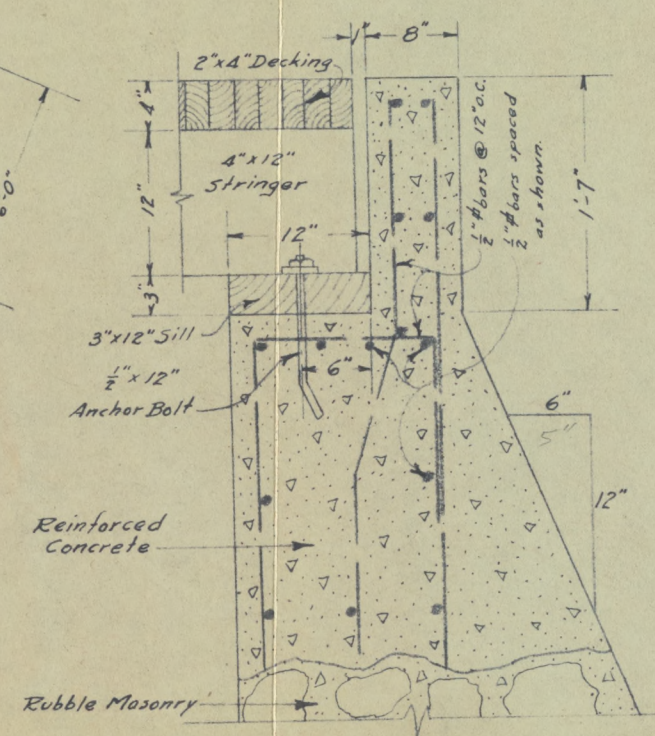 1" 8"
2"x4" Decking
4"
4"x12"
Stringer
12"
12"
3"
1/2" ⌀ bars @ 12" o.c.
1/2" ⌀ bars spaced
as shown.
1'-7"
6'-0"
3"x12" Sill
1/2" x 12"
Anchor Bolt
6"
6"
5"
12"
Reinforced
Concrete
Rubble Masonry